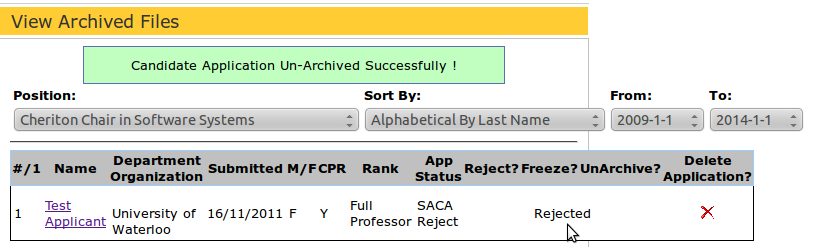 View Archived Files
Candidate Application Un-Archived Successfully !
Position: Sort By: From: To:
Cheriton Chair in Software Systems Alphabetical By Last Name 2009-1-1 2014-1-1
#/1 Name Department Organization Submitted M/F CPR Rank App Status Reject? Freeze? UnArchive? Delete Application?
1 Test Applicant University of Waterloo 16/11/2011 F Y Full Professor SACA Reject Rejected